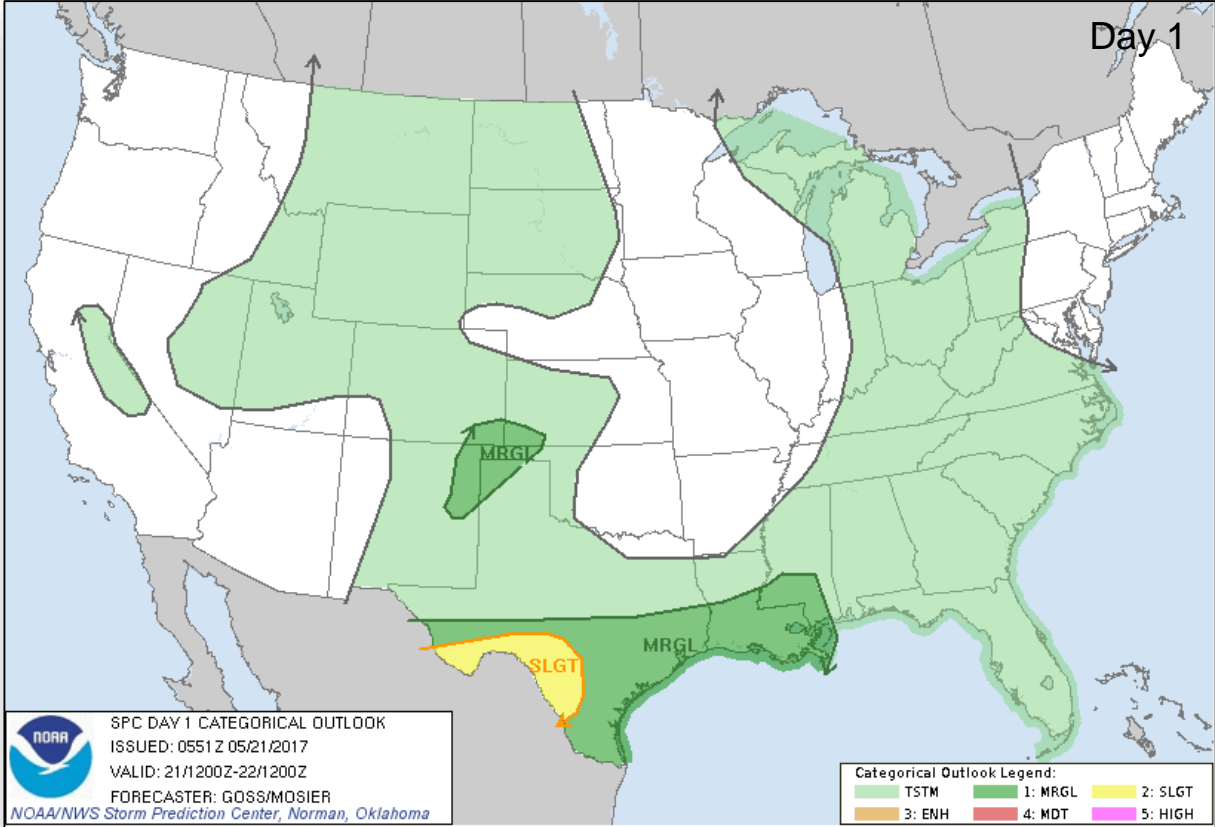 Day 1
MRGL
MRGL
SLGT
NOAA
SPC DAY 1 CATEGORICAL OUTLOOK
ISSUED: 0551Z 05/21/2017
VALID: 21/1200Z-22/1200Z
FORECASTER: GOSS/MOSIER
NOAA/NWS Storm Prediction Center, Norman, Oklahoma
Categorical Outlook Legend:
TSTM 1: MRGL 2: SLGT
3: ENH 4: MDT 5: HIGH